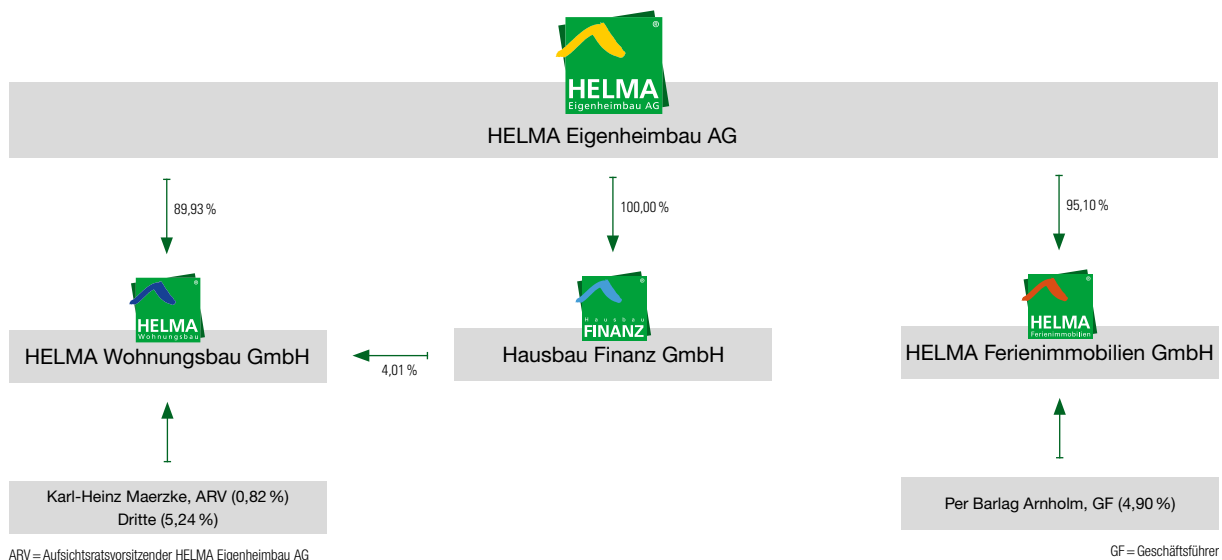 ®
HELMA
Eigenheimbau AG
HELMA Eigenheimbau AG
89,93 %
100,00 %
95,10 %
®
HELMA
Wohnungsbau
HELMA Wohnungsbau GmbH
4,01 %
®
Hausbau
FINANZ
Hausbau Finanz GmbH
®
HELMA
Ferienimmobilien
HELMA Ferienimmobilien GmbH
Karl-Heinz Maerzke, ARV (0,82 %)
Dritte (5,24 %)
Per Barlag Arnholm, GF (4,90 %)
ARV = Aufsichtsratsvorsitzender HELMA Eigenheimbau AG
GF = Geschäftsführer